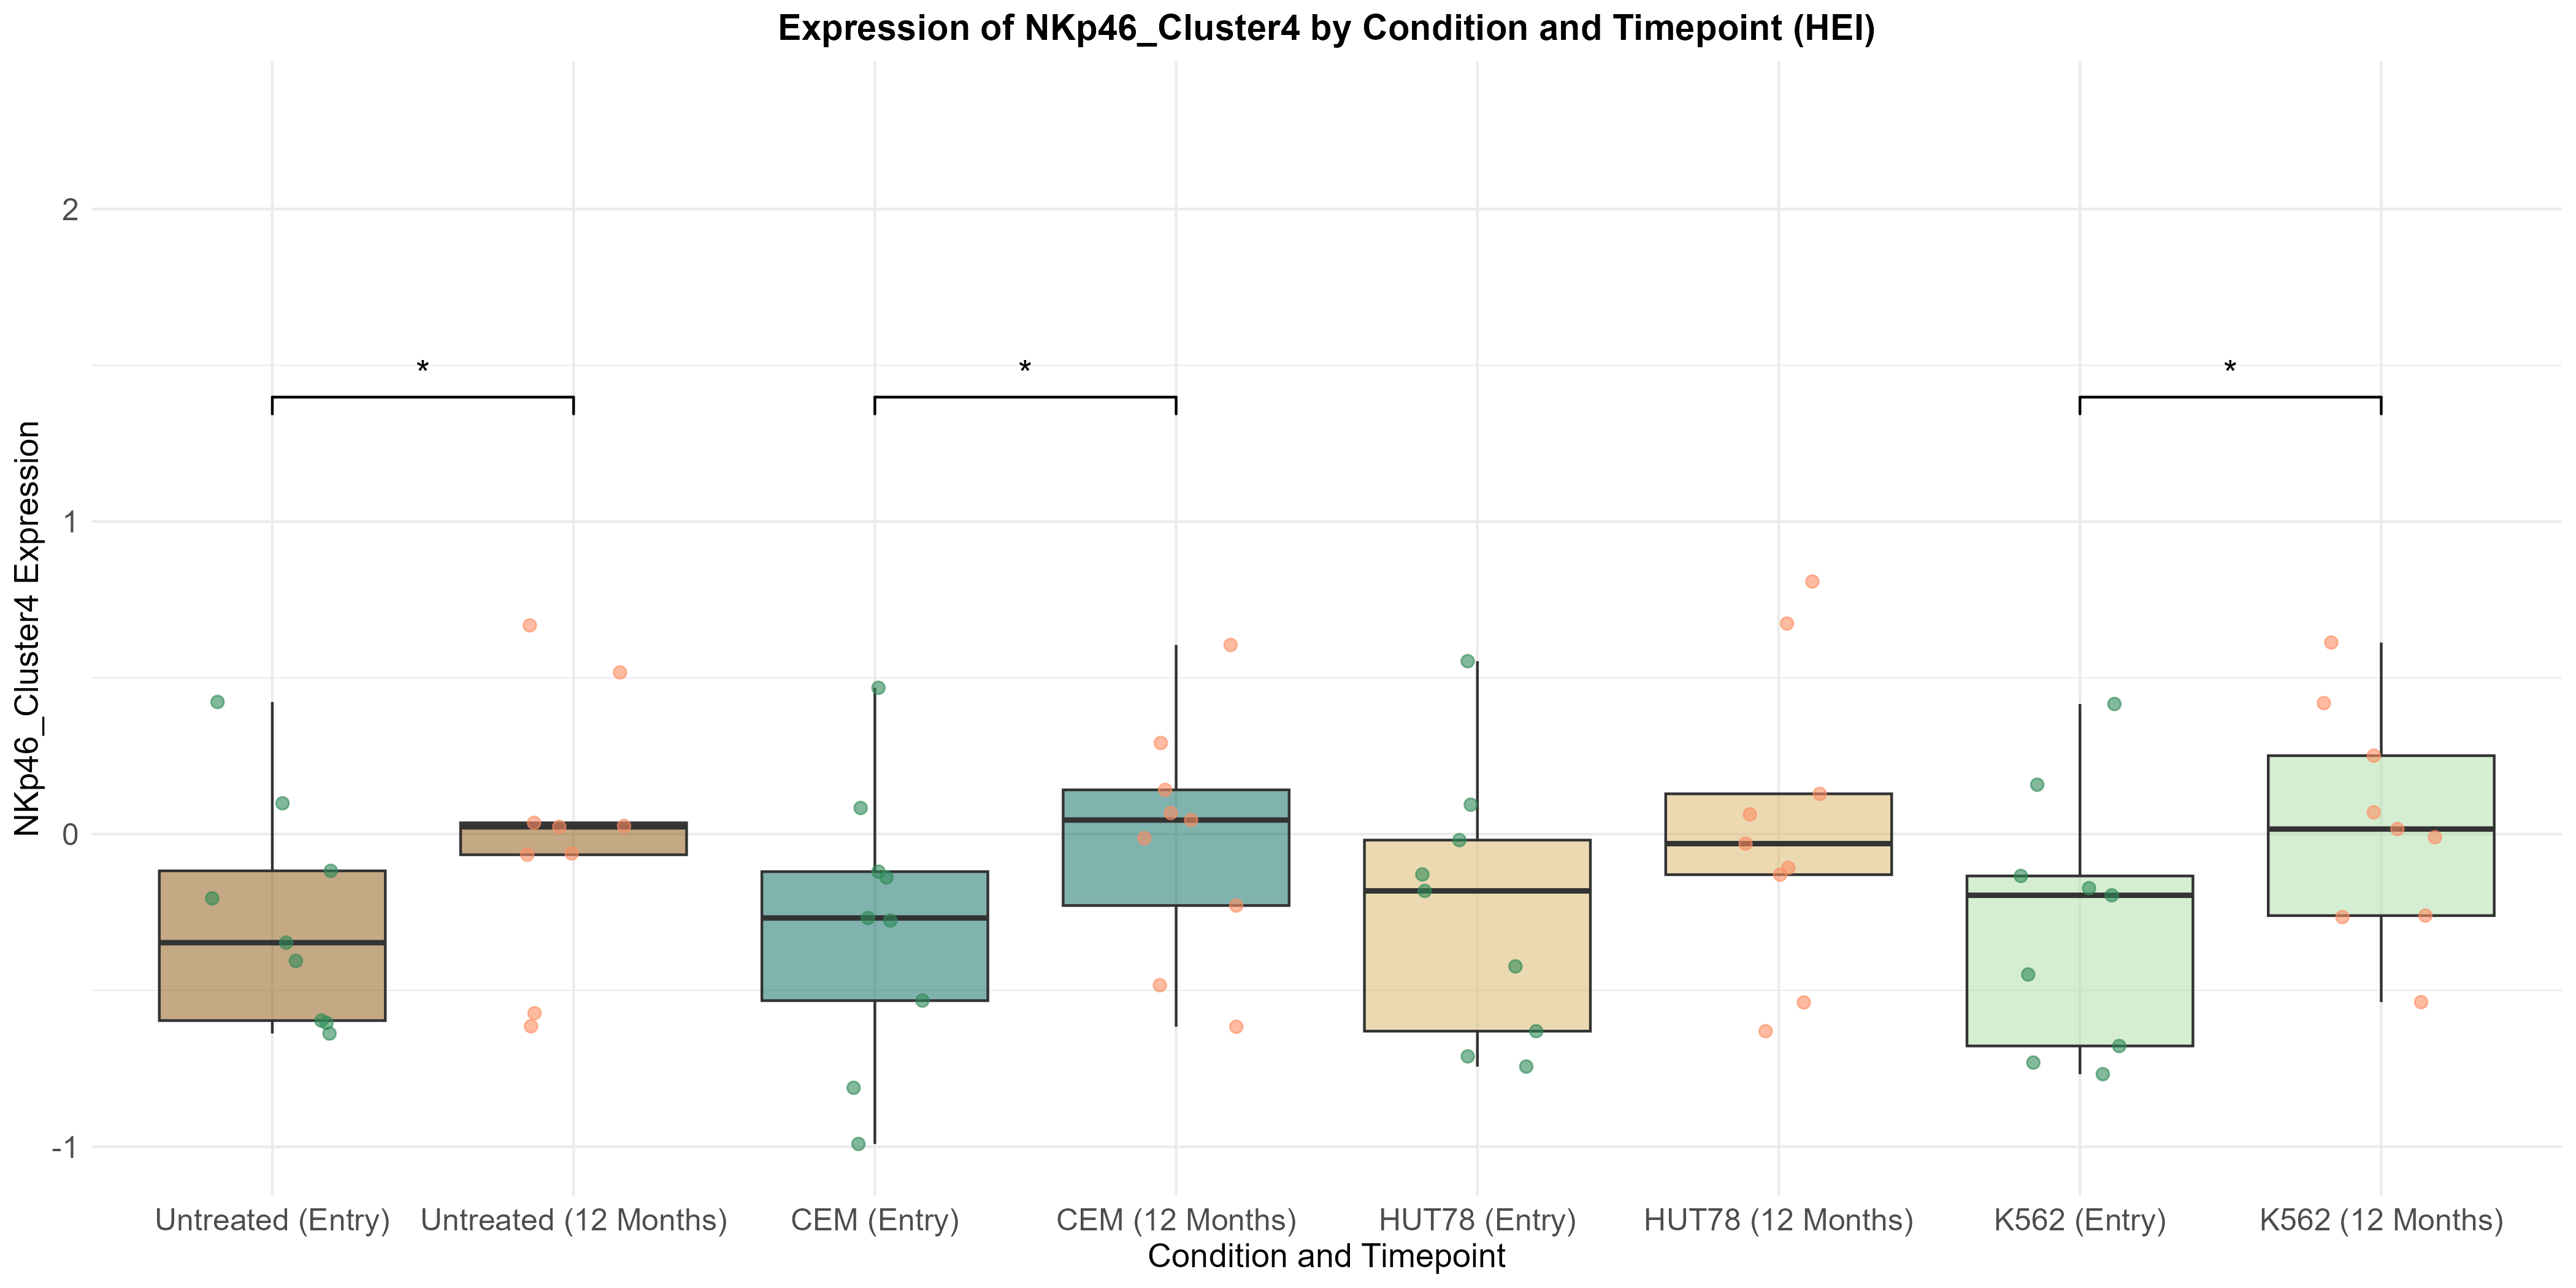 Expression of NKp46_Cluster4 by Condition and Timepoint (HEI)
NKp46_Cluster4 Expression
2
1
0
-1
*
*
*
Untreated (Entry)
Untreated (12 Months)
CEM (Entry)
CEM (12 Months)
HUT78 (Entry)
HUT78 (12 Months)
K562 (Entry)
K562 (12 Months)
Condition and Timepoint